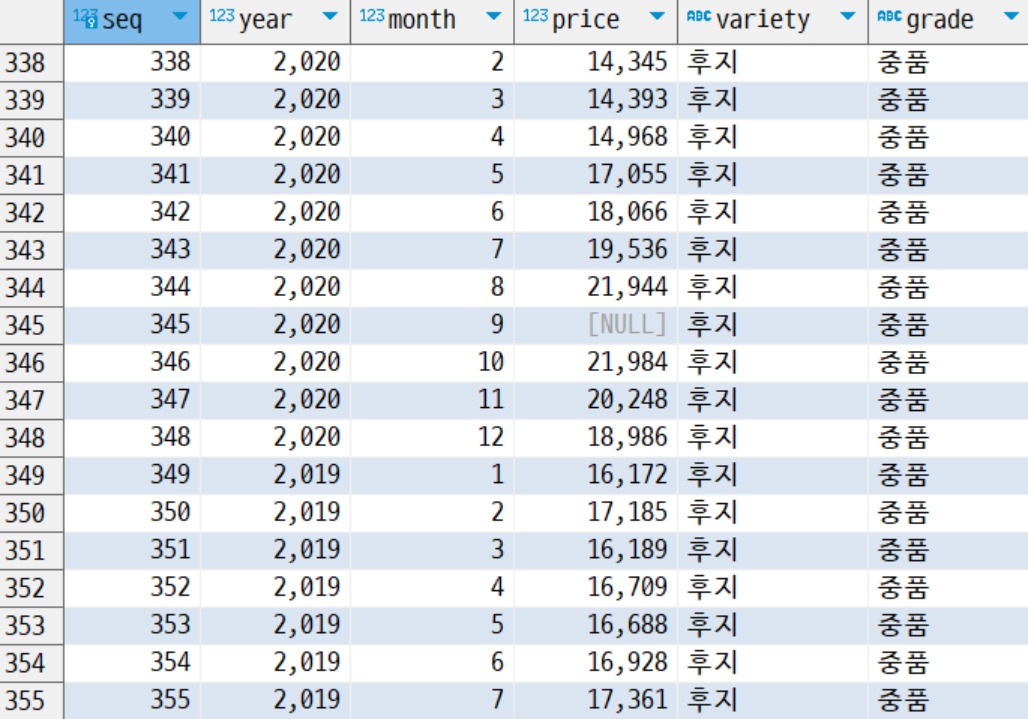 123 seq 123 year 123 month 123 price ABC variety ABC grade
338 338 2,020 2 14,345 후지 중품
339 339 2,020 3 14,393 후지 중품
340 340 2,020 4 14,968 후지 중품
341 341 2,020 5 17,055 후지 중품
342 342 2,020 6 18,066 후지 중품
343 343 2,020 7 19,536 후지 중품
344 344 2,020 8 21,944 후지 중품
345 345 2,020 9 [NULL] 후지 중품
346 346 2,020 10 21,984 후지 중품
347 347 2,020 11 20,248 후지 중품
348 348 2,020 12 18,986 후지 중품
349 349 2,019 1 16,172 후지 중품
350 350 2,019 2 17,185 후지 중품
351 351 2,019 3 16,189 후지 중품
352 352 2,019 4 16,709 후지 중품
353 353 2,019 5 16,688 후지 중품
354 354 2,019 6 16,928 후지 중품
355 355 2,019 7 17,361 후지 중품